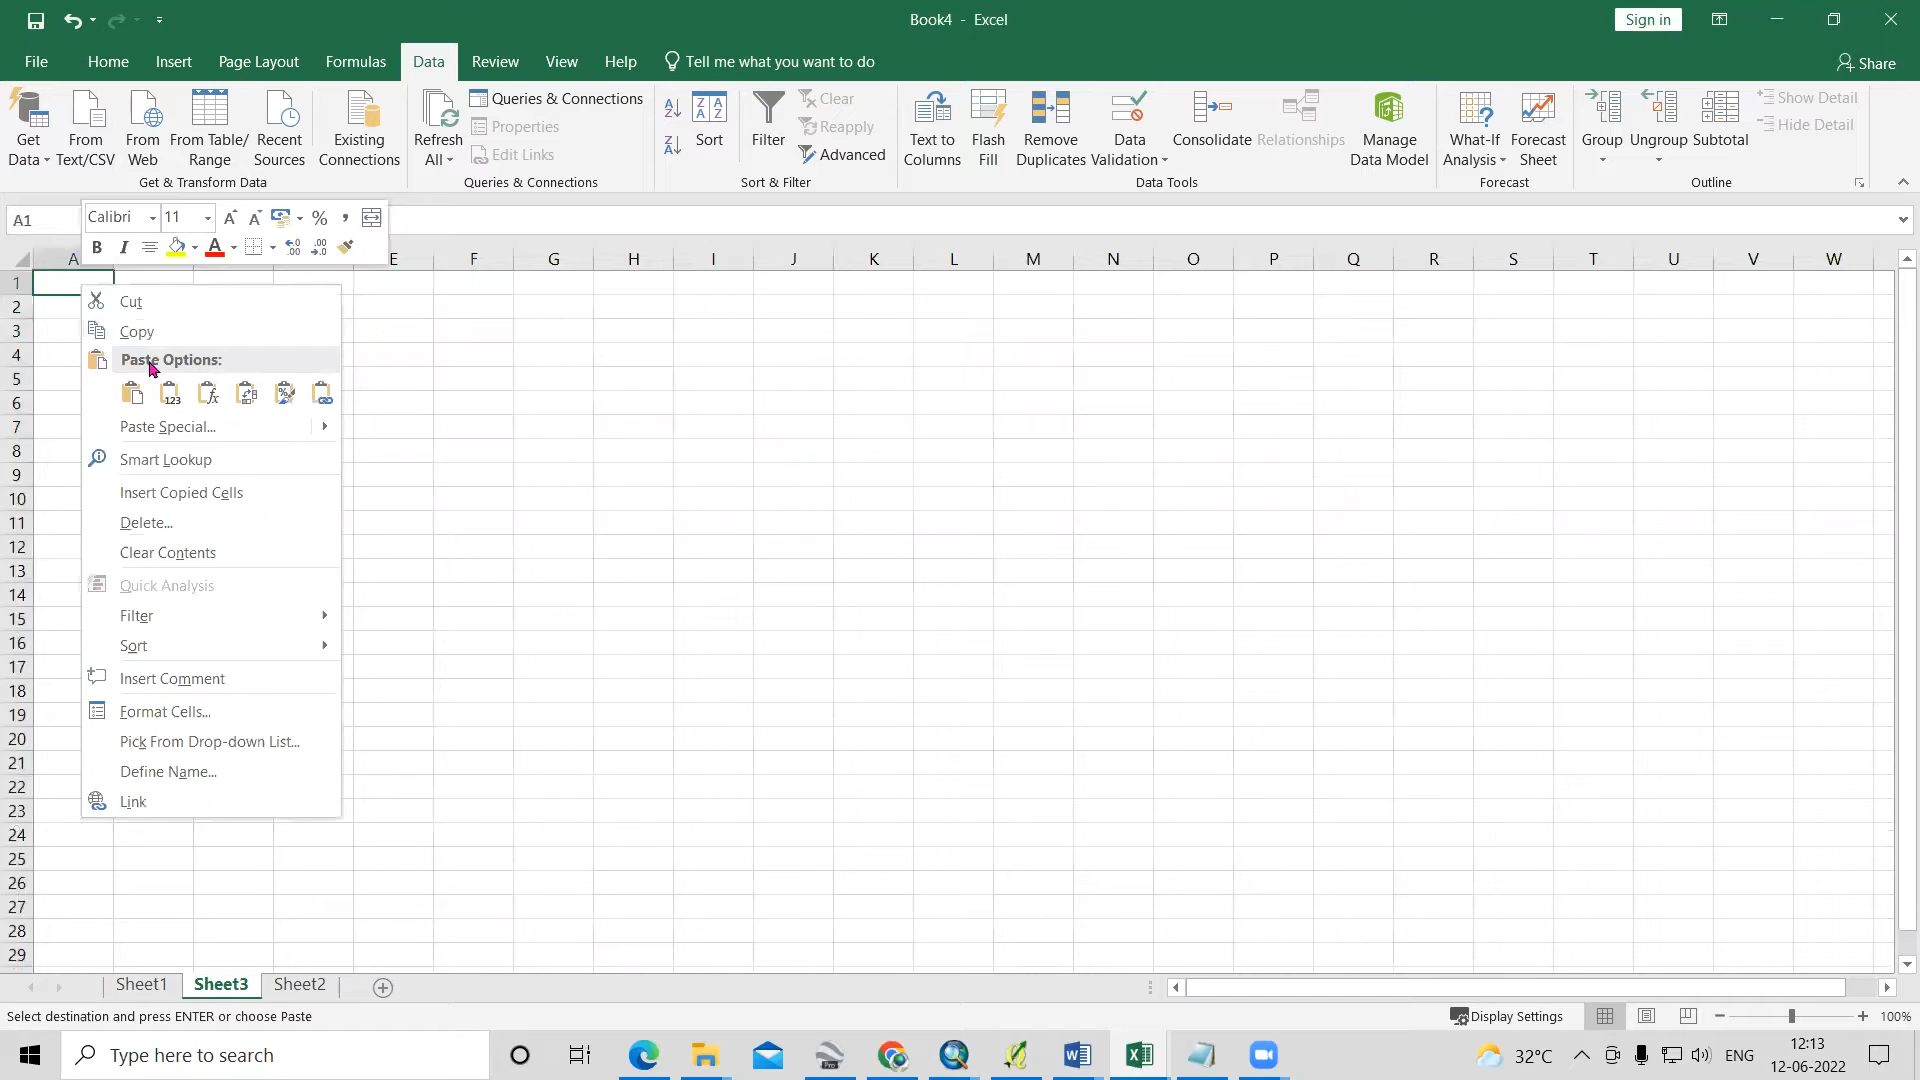 Book4 - Excel
Sign in
File Home Insert Page Layout Formulas Data Review View Help Tell me what you want to do Share
Get Data
From Text/CSV
From Web
From Table/ Range
Recent Sources
Existing Connections
Get & Transform Data
Refresh All
Queries & Connections
Properties
Edit Links
Queries & Connections
Sort
Filter
Clear
Reapply
Advanced
Sort & Filter
Text to Columns
Flash Fill
Remove Duplicates
Data Validation
Consolidate
Relationships
Manage Data Model
Data Tools
What-If Analysis
Forecast Sheet
Forecast
Group
Ungroup
Subtotal
Show Detail
Hide Detail
Outline
A1
Calibri 11 A A % ,
B I A .00
A E F G H I J K L M N O P Q R S T U V W
1
2
3
4
5
6
7
8
9
10
11
12
13
14
15
16
17
18
19
20
21
22
23
24
25
26
27
28
29
Cut
Copy
Paste Options:
Paste Special...
Smart Lookup
Insert Copied Cells
Delete...
Clear Contents
Quick Analysis
Filter
Sort
Insert Comment
Format Cells...
Pick From Drop-down List...
Define Name...
Link
Sheet1 Sheet3 Sheet2
Select destination and press ENTER or choose Paste
Display Settings
100%
Type here to search
32°C
ENG
12:13
12-06-2022